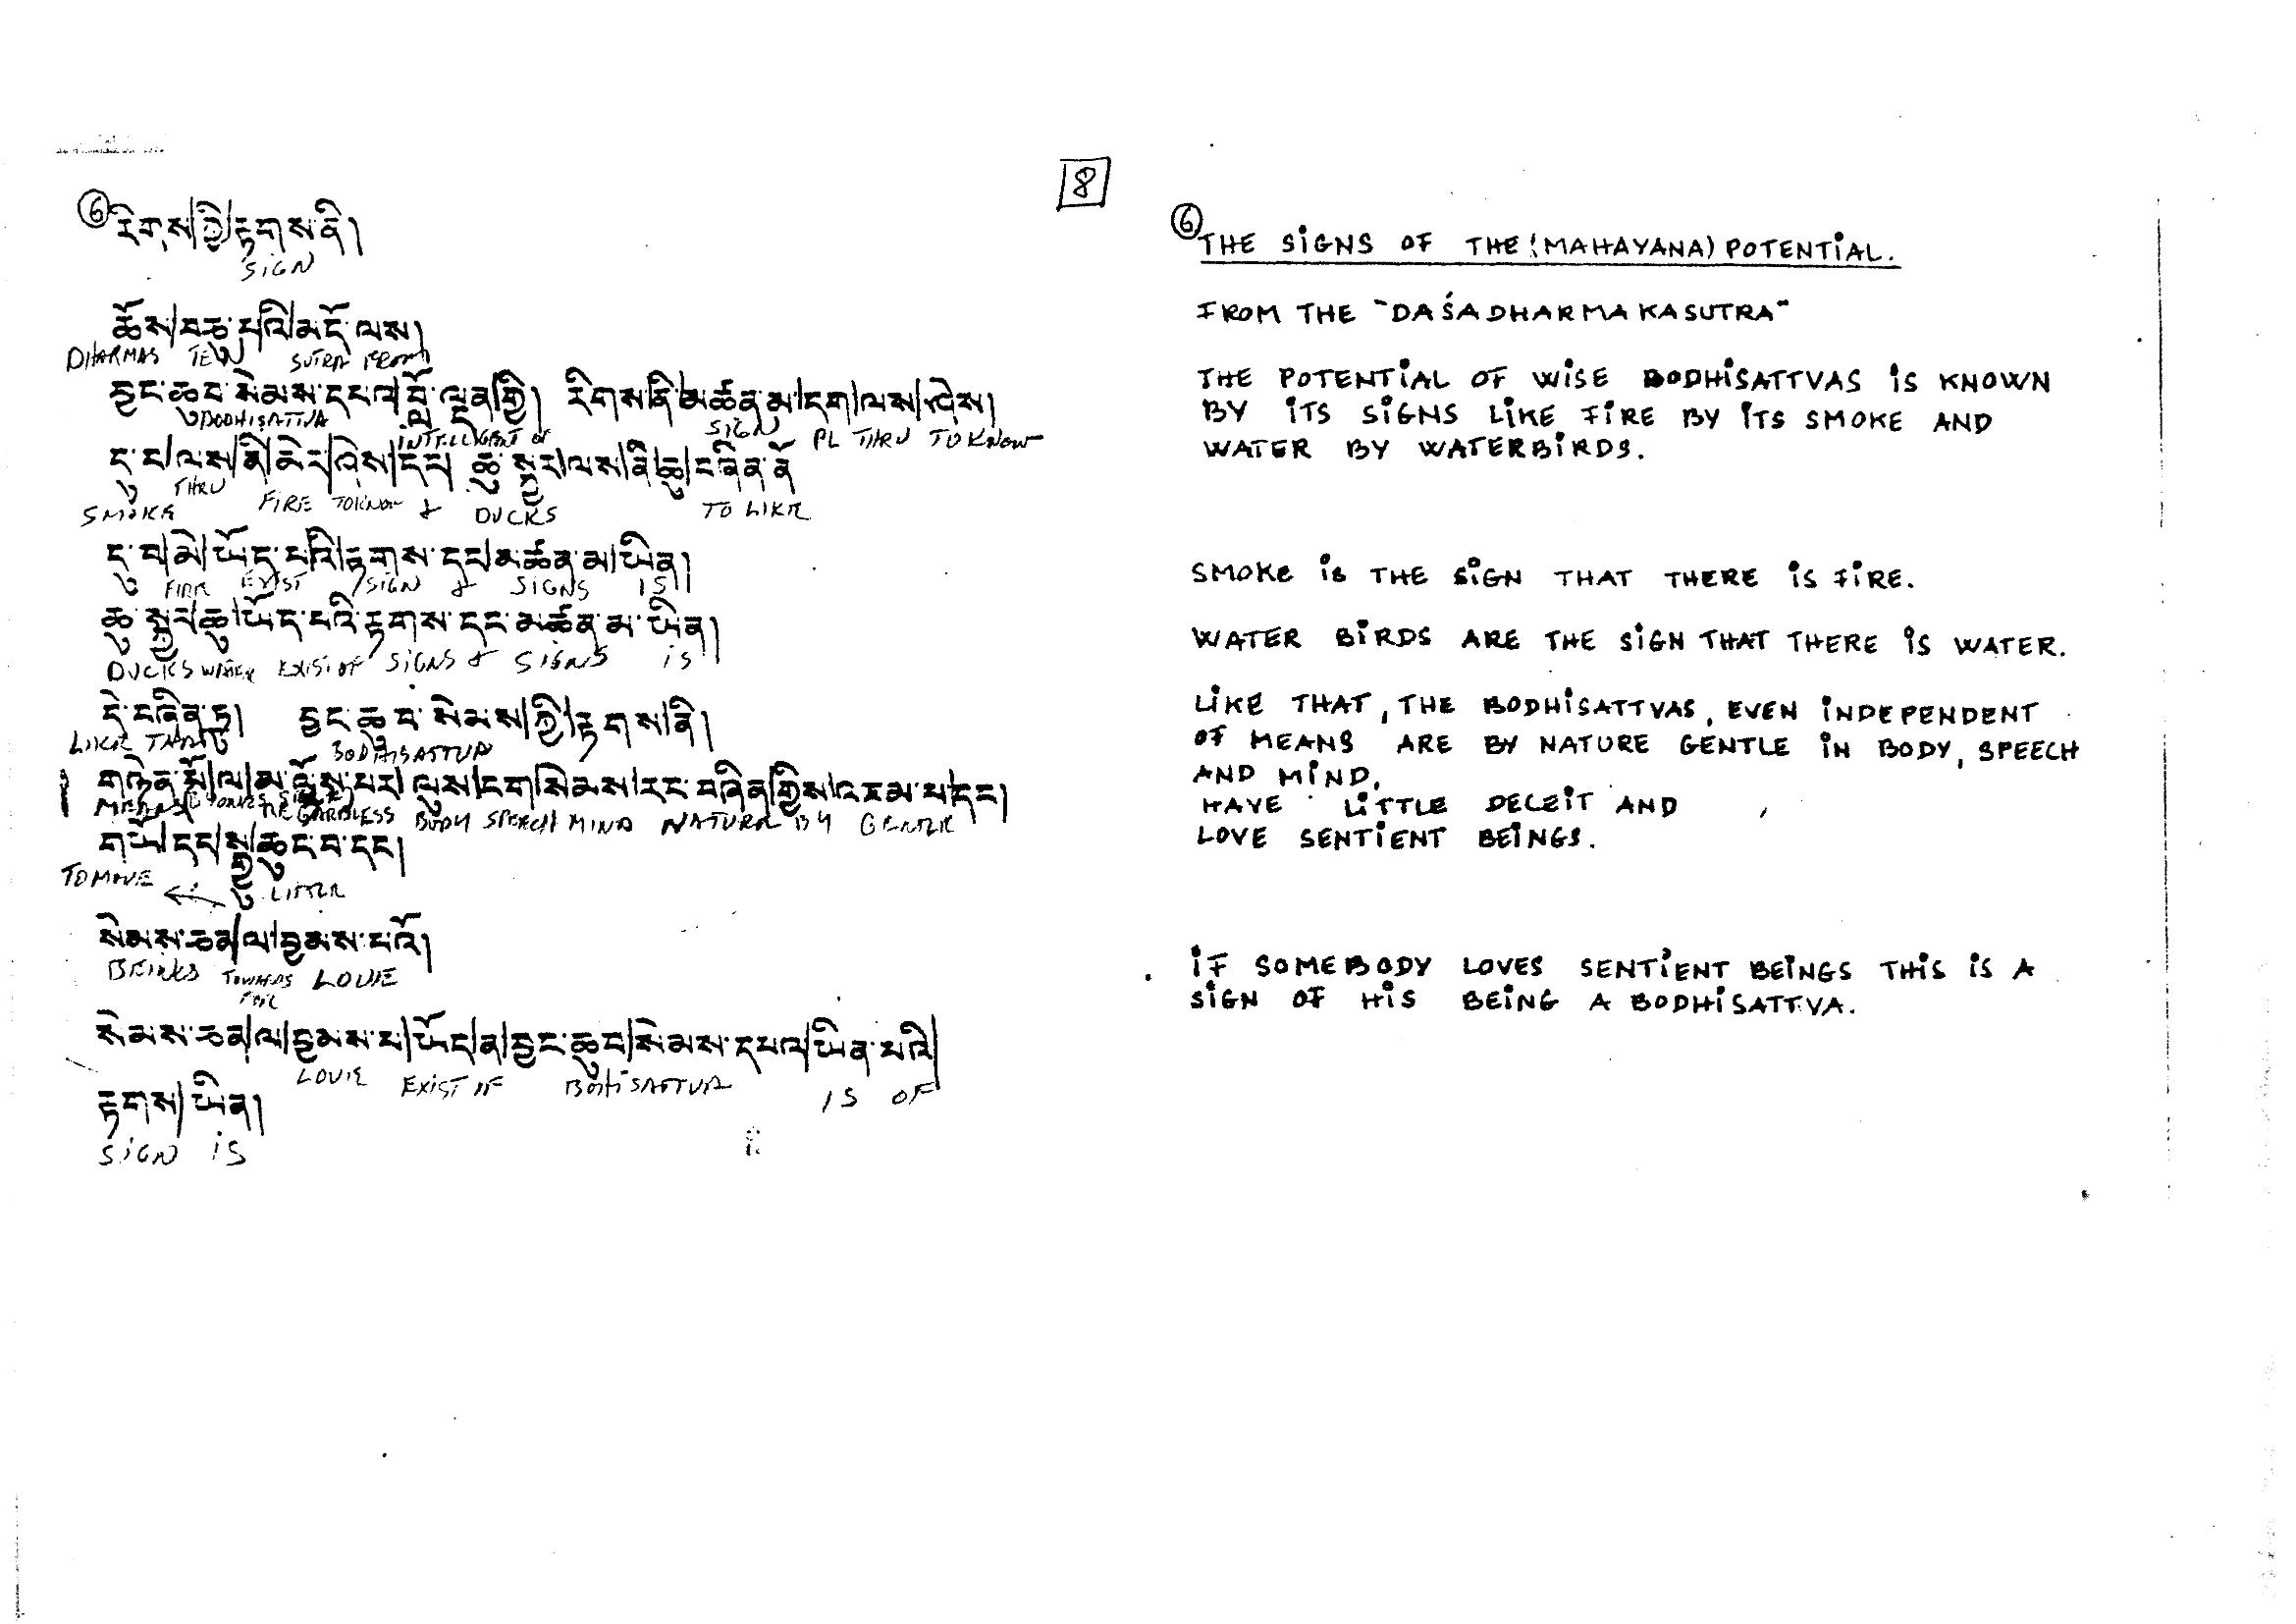 8
⑥ རིགས|ཀྱི|རྟགས་ནི།
SIGN
ཆོས|བཅུ་པའི|མདོ་ལས།
DHARMAS TEN SUTRA FROM
བྱང་ཆུབ་སེམས་དཔའ|བློ་ལྡན|གྱི། རིགས་ནི|མཚན་མ|དག|ལས|ཤེས།
BODHISATTVA INTELLIGENT OF SIGN PL THRU TO KNOW
དུ་བ|ལས|ནི|མེར|ཤེས|དང། ཆུ་སྐྱར|ལས|ནི|ཆུ|བཞིན་ནོ
SMOKE THRU FIRE TO KNOW & DUCKS TO LIKE
དུ་བ|མེ|ཡོད་པའི|རྟགས་དང|མཚན་མ|ཡིན།
FIRE EXIST SIGN & SIGNS IS
ཆུ་སྐྱར|ཆུ|ཡོད་པའི་རྟགས་དང་མཚན་མ་ཡིན།
DUCKS WATER EXIST OF SIGNS & SIGNS IS
དེ་བཞིན་དུ། བྱང་ཆུབ་སེམས|ཀྱི|རྟགས|ནི།
LIKE THAT BODHISATTVA
གཉེན་པོ|ལ|མ་ལྟོས་པར| ལུས|ངག|སེམས|རང་བཞིན|གྱིས|འཇམ་པ|དང།
MEANS REGARDLESS BODY SPEECH MIND NATURE BY GENTLE
གཡོ|དང|སྒྱུ|ཆུང་བ་དང།
TO MOVE LITTLE
སེམས་ཅན|ལ|བྱམས་པའོ།
BEINGS TOWARDS LOVE
FOR
སེམས་ཅན|ལ|བྱམས་པ|ཡོད|ན|བྱང་ཆུབ|སེམས་དཔའ|ཡིན་པའི|
LOVE EXIST IF BODHISATTVA IS OF
རྟགས|ཡིན།
SIGN IS
⑥ THE SIGNS OF THE (MAHAYANA) POTENTIAL.
FROM THE "DAŚADHARMAKASUTRA"
THE POTENTIAL OF WISE BODHISATTVAS IS KNOWN
BY ITS SIGNS LIKE FIRE BY ITS SMOKE AND
WATER BY WATERBIRDS.
SMOKE IS THE SIGN THAT THERE IS FIRE.
WATER BIRDS ARE THE SIGN THAT THERE IS WATER.
LIKE THAT, THE BODHISATTVAS, EVEN INDEPENDENT
OF MEANS ARE BY NATURE GENTLE IN BODY, SPEECH
AND MIND,
HAVE LITTLE DECEIT AND
LOVE SENTIENT BEINGS.
IF SOMEBODY LOVES SENTIENT BEINGS THIS IS A
SIGN OF HIS BEING A BODHISATTVA.